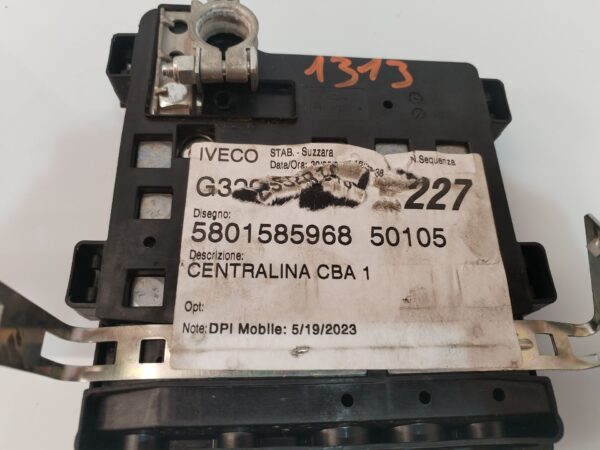 1313
IVECO STAB. - Suzzara
Data/Ora: N.Sequenza
227
Disegno:
5801585968 50105
Descrizione:
CENTRALINA CBA 1
Opt:
Note: DPI Mobile: 5/19/2023